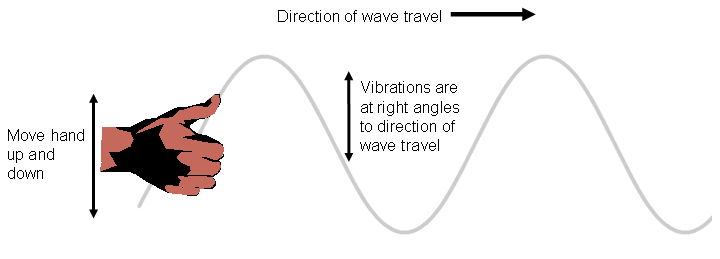 Direction of wave travel
Vibrations are
at right angles
to direction of
wave travel
Move hand
up and
down